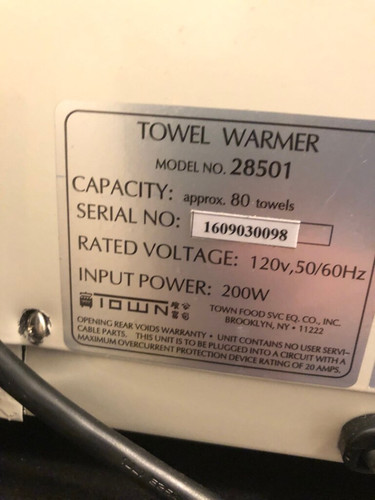 TOWEL WARMER
MODEL NO. 28501
CAPACITY: approx. 80 towels
SERIAL NO: 1609030098
RATED VOLTAGE: 120v,50/60Hz
INPUT POWER: 200W
TOWN
TOWN FOOD SVC EQ. CO., INC.
BROOKLYN, NY • 11222
OPENING REAR VOIDS WARRANTY • UNIT CONTAINS NO USER SERVI-
CABLE PARTS. THIS UNIT IS TO BE PLUGGED INTO A CIRCUIT WITH A
MAXIMUM OVERCURRENT PROTECTION DEVICE RATING OF 20 AMPS.